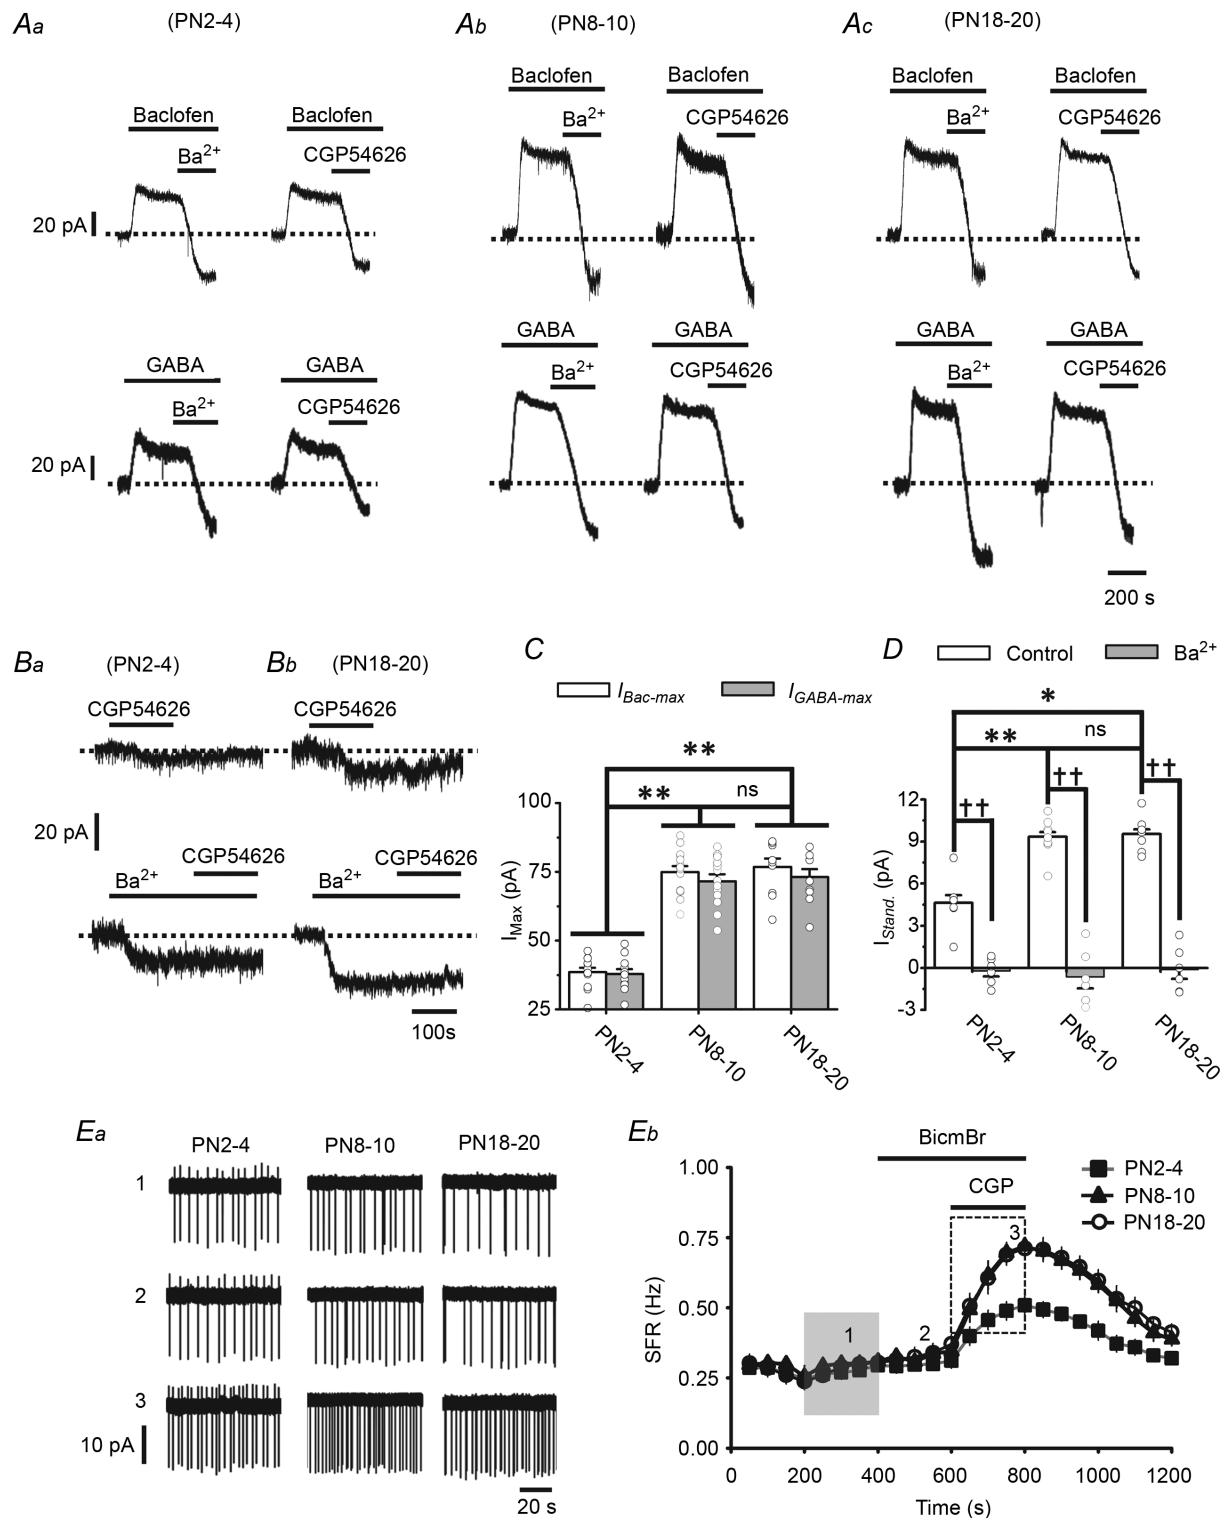 Aa (PN2-4) Ab (PN8-10) Ac (PN18-20)
Baclofen Baclofen Baclofen Baclofen Baclofen Baclofen
Ba2+ CGP54626 Ba2+ CGP54626 Ba2+ CGP54626
20 pA
GABA GABA GABA GABA GABA GABA
Ba2+ CGP54626 Ba2+ CGP54626 Ba2+ CGP54626
20 pA
200 s
Ba (PN2-4) Bb (PN18-20)
CGP54626 CGP54626
20 pA
CGP54626 CGP54626
Ba2+ Ba2+
100s
C
IBac-max IGABA-max
**
** ns
IMax (pA)
100
75
50
25
PN2-4 PN8-10 PN18-20
D Control Ba2+
*
** ns
†† †† ††
IStand. (pA)
12
9
6
3
0
-3
PN2-4 PN8-10 PN18-20
Ea PN2-4 PN8-10 PN18-20
1
2
3
10 pA
20 s
Eb BicmBr
CGP
PN2-4
PN8-10
PN18-20
SFR (Hz)
1.00
0.75
0.50
0.25
0.00
1 2 3
0 200 400 600 800 1000 1200
Time (s)